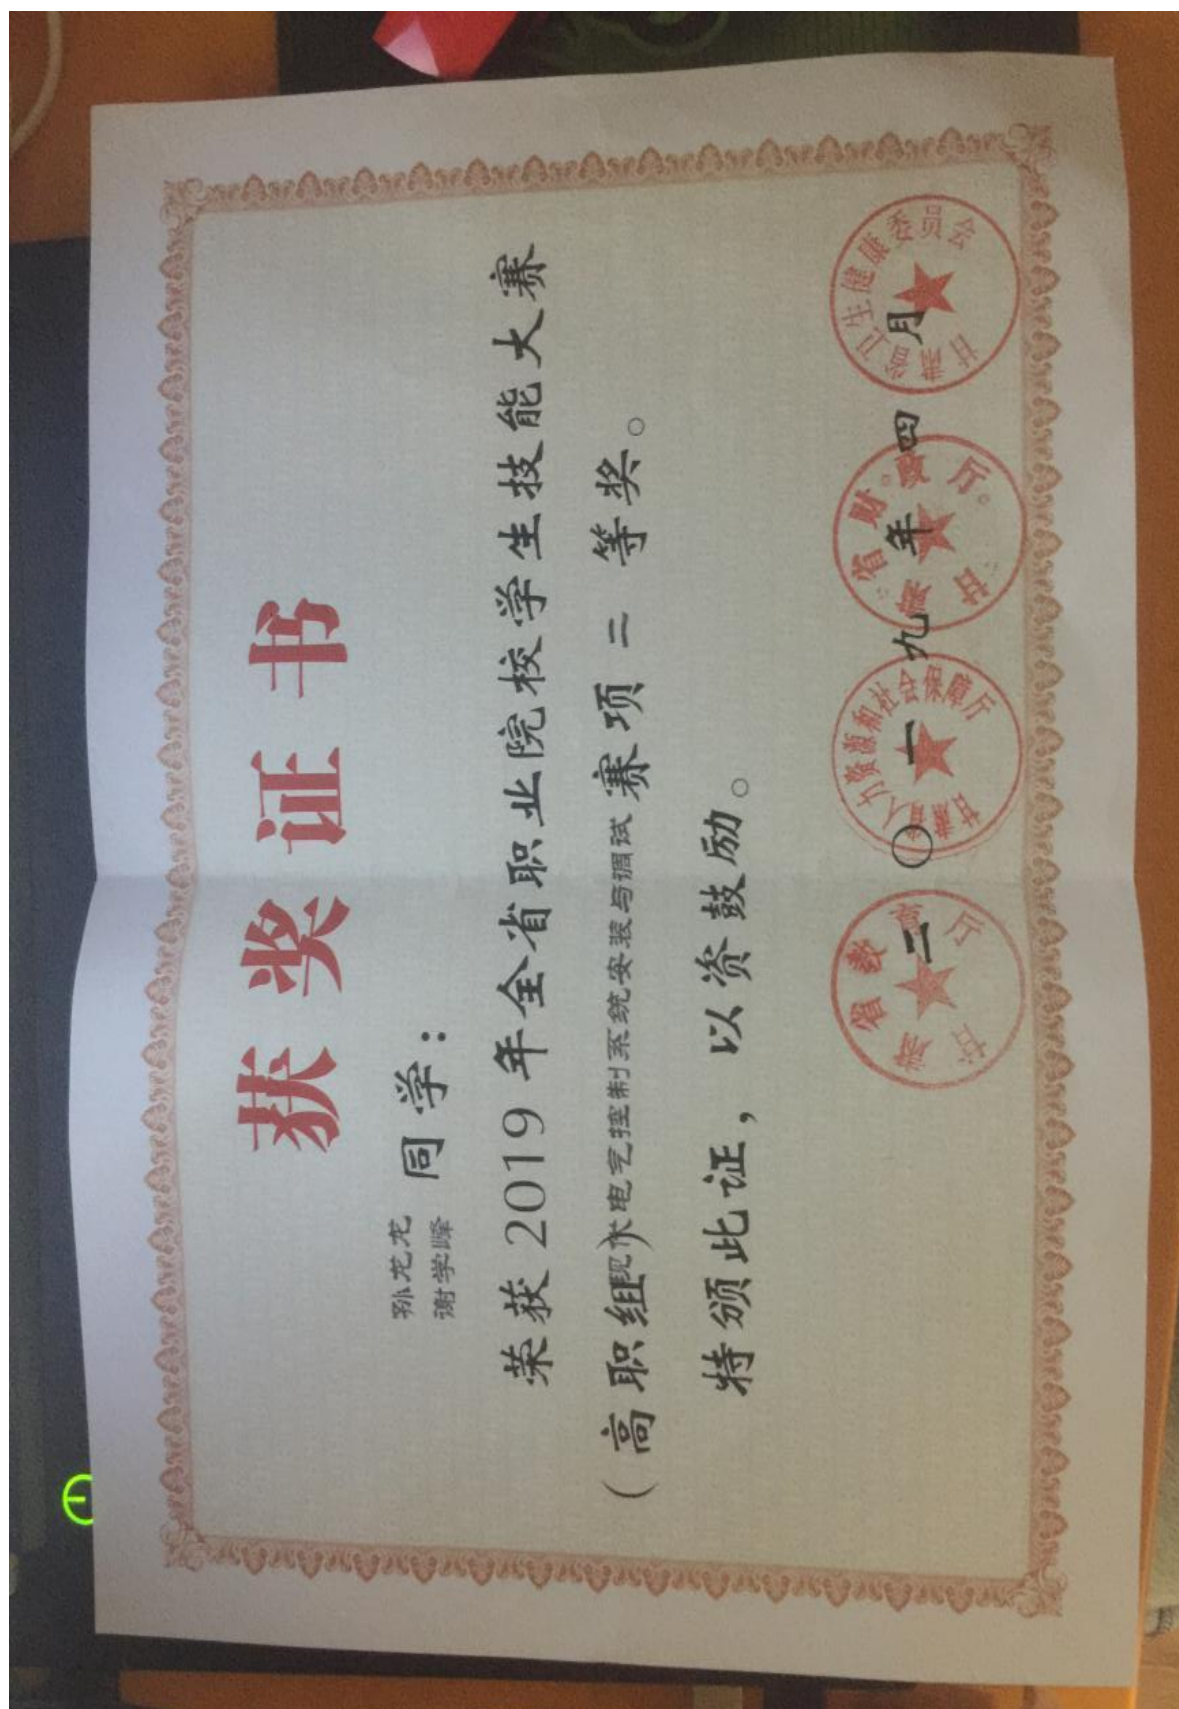 获奖证书
孙龙龙
谢学峰
同学：
荣获2019年全省职业院校学生技能大赛
（高职组）现代电气控制系统安装与调试赛项二等奖。
特颁此证，以资鼓励。
甘肃省教育厅
甘肃省人力资源和社会保障厅
甘肃省财政厅
甘肃省卫生健康委员会
二〇一九年四月